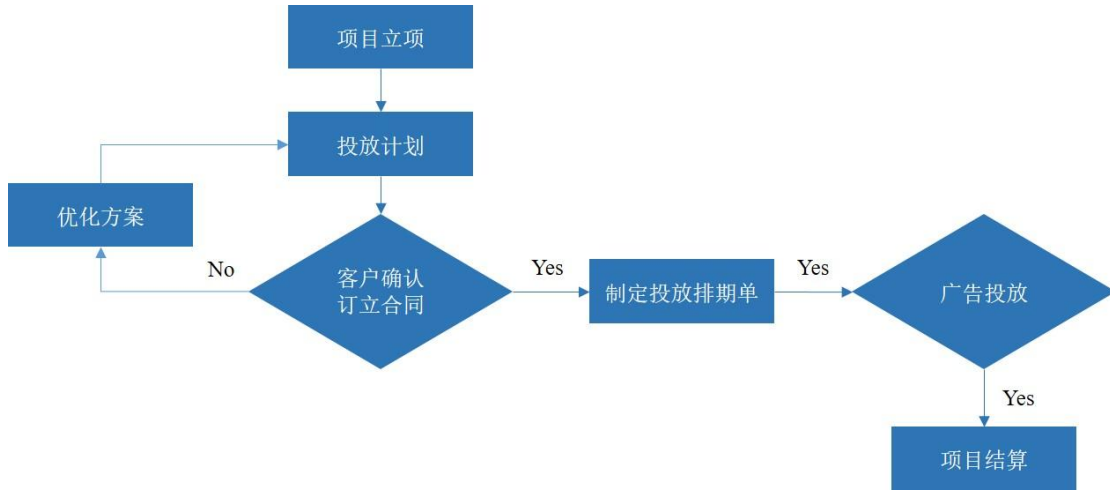 项目立项
投放计划
优化方案
No
客户确认
订立合同
Yes
制定投放排期单
Yes
广告投放
Yes
项目结算